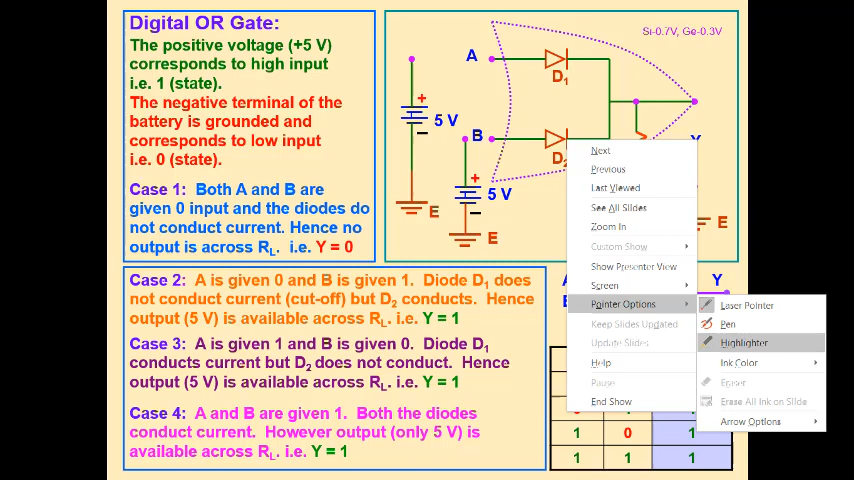 Digital OR Gate:
The positive voltage (+5 V)
corresponds to high input
i.e. 1 (state).
The negative terminal of the
battery is grounded and
corresponds to low input
i.e. 0 (state).
Case 1: Both A and B are
given 0 input and the diodes do
not conduct current. Hence no
output is across RL. i.e. Y = 0
Si-0.7V, Ge-0.3V
A
D1
+
5 V
B
D2
+
5 V
E
E
E
Case 2: A is given 0 and B is given 1. Diode D1 does
not conduct current (cut-off) but D2 conducts. Hence
output (5 V) is available across RL. i.e. Y = 1
Case 3: A is given 1 and B is given 0. Diode D1
conducts current but D2 does not conduct. Hence
output (5 V) is available across RL. i.e. Y = 1
Case 4: A and B are given 1. Both the diodes
conduct current. However output (only 5 V) is
available across RL. i.e. Y = 1
Y
Next
Previous
Last Viewed
See All Slides
Zoom In
Custom Show
Show Presenter View
Screen
Pointer Options
Keep Slides Updated
Update Slides
Help
Pause
End Show
Laser Pointer
Pen
Highlighter
Ink Color
Eraser
Erase All Ink on Slide
Arrow Options
1 0 1
1 1 1